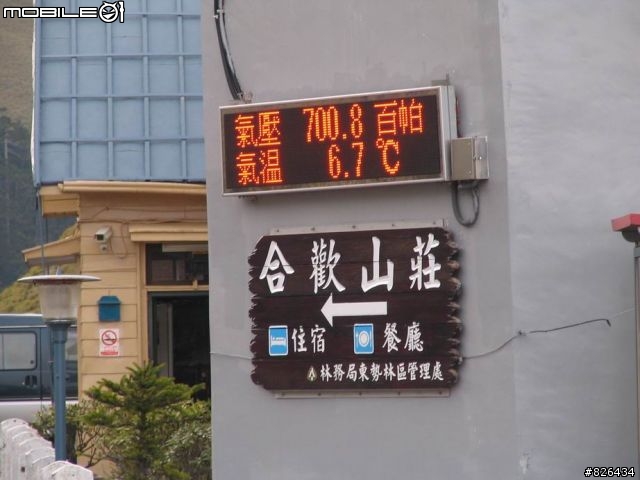 MOBILE01
氣壓 700.8 百帕
氣温 6.7 ℃
合歡山莊
住宿 餐廳
林務局東勢林區管理處
#826434